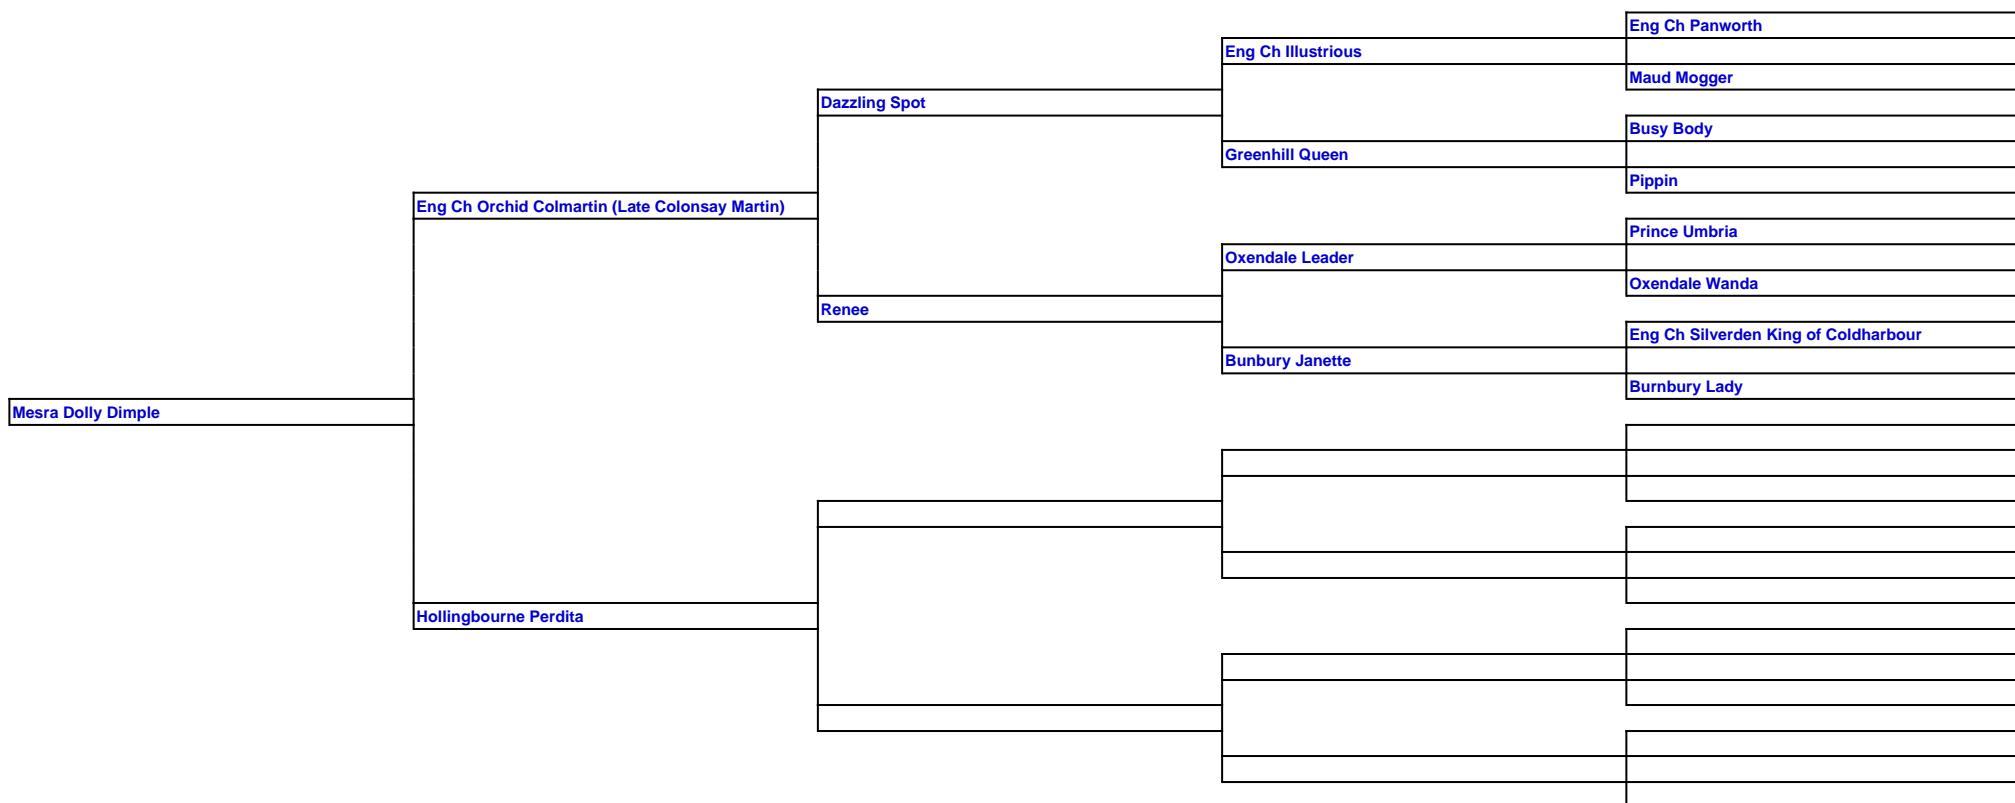 Eng Ch Panworth
Eng Ch Illustrious
Maud Mogger
Dazzling Spot
Busy Body
Greenhill Queen
Pippin
Eng Ch Orchid Colmartin (Late Colonsay Martin)
Prince Umbria
Oxendale Leader
Oxendale Wanda
Renee
Eng Ch Silverden King of Coldharbour
Bunbury Janette
Burnbury Lady
Mesra Dolly Dimple
Hollingbourne Perdita